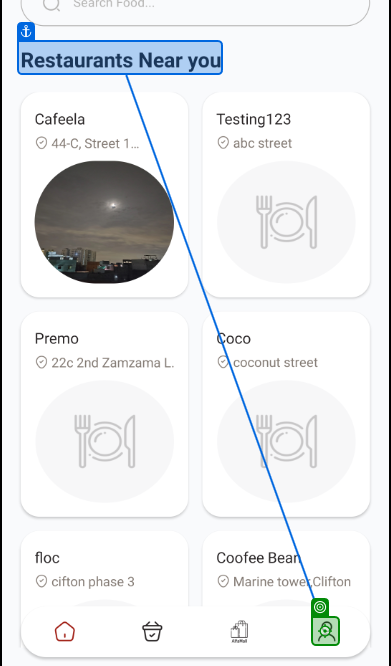 Search Food...
Restaurants Near you
Cafeela
44-C, Street 1...
Testing123
abc street
Premo
22c 2nd Zamzama L.
Coco
coconut street
floc
cifton phase 3
Coofee Bean
Marine tower,Clifton
AlfaMall